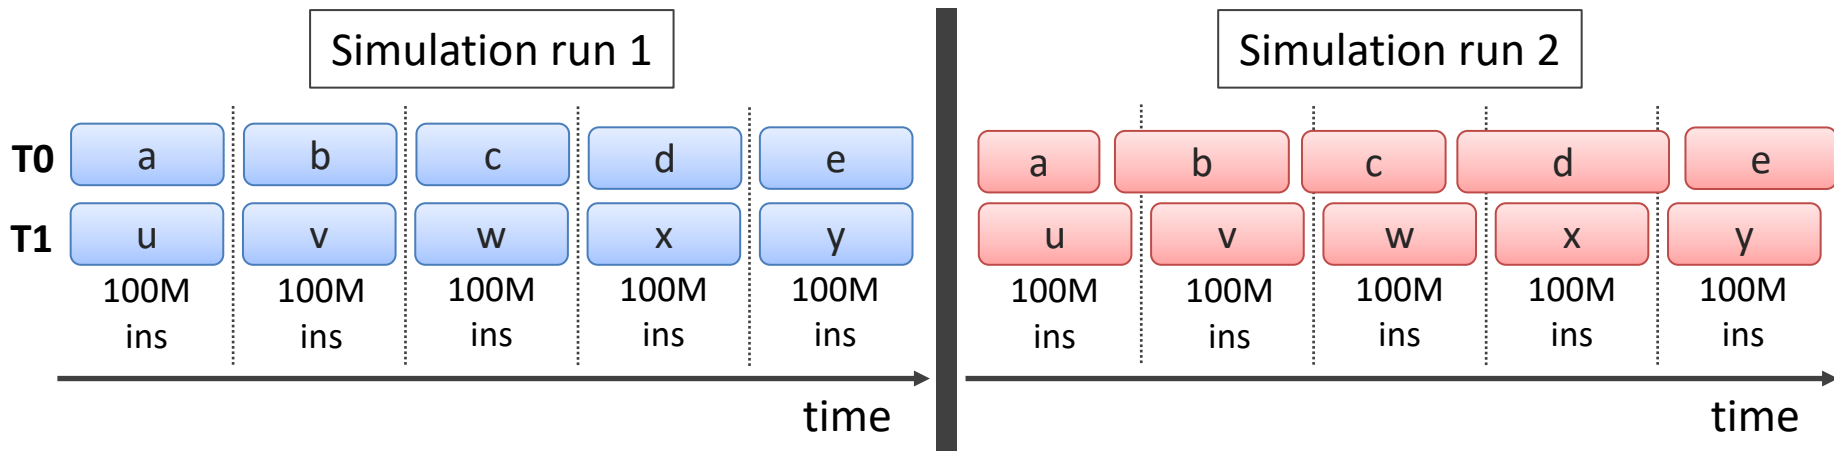 Simulation run 1
T0 a b c d e
T1 u v w x y
100M 100M 100M 100M 100M
ins ins ins ins ins
time
Simulation run 2
a b c d e
u v w x y
100M 100M 100M 100M 100M
ins ins ins ins ins
time